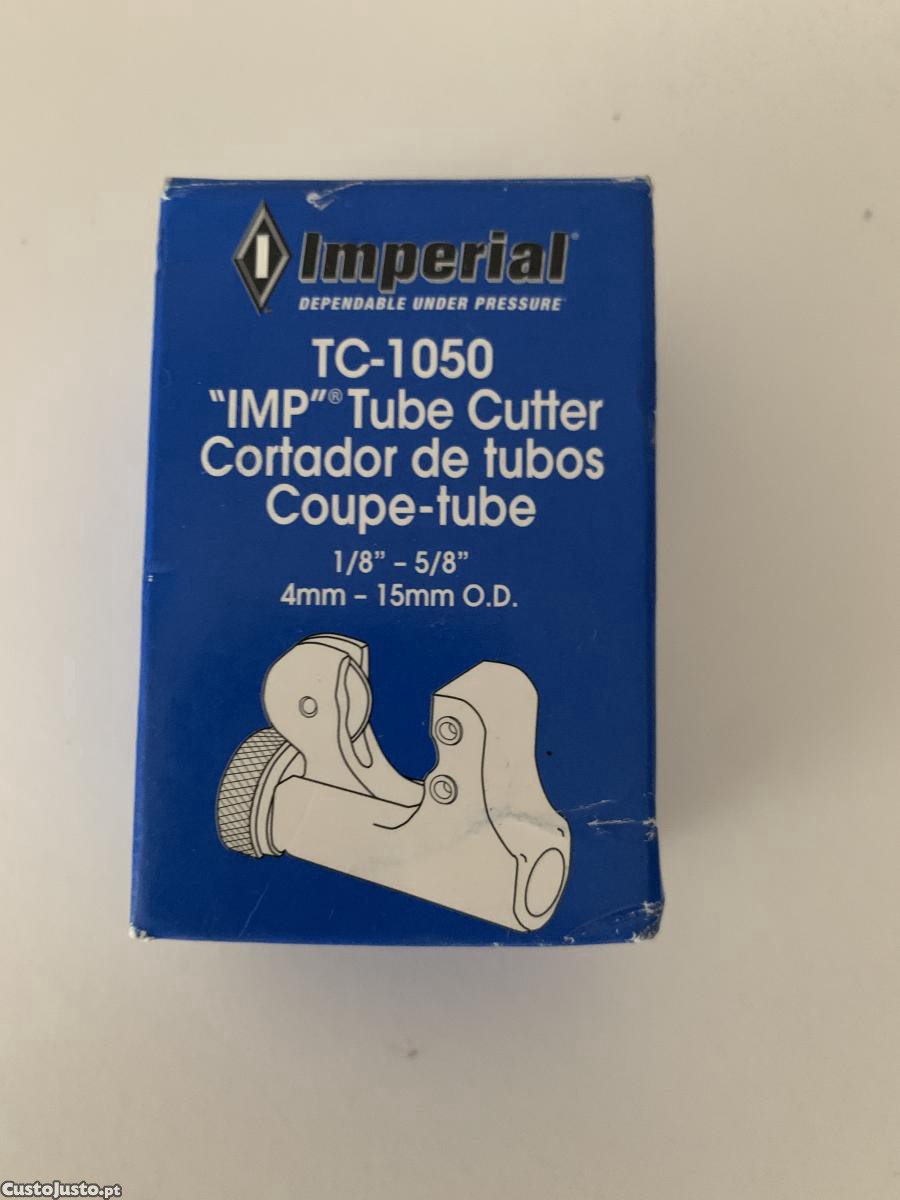 I Imperial®
DEPENDABLE UNDER PRESSURE™
TC-1050
"IMP"® Tube Cutter
Cortador de tubos
Coupe-tube
1/8” – 5/8”
4mm – 15mm O.D.
CustoJusto.pt